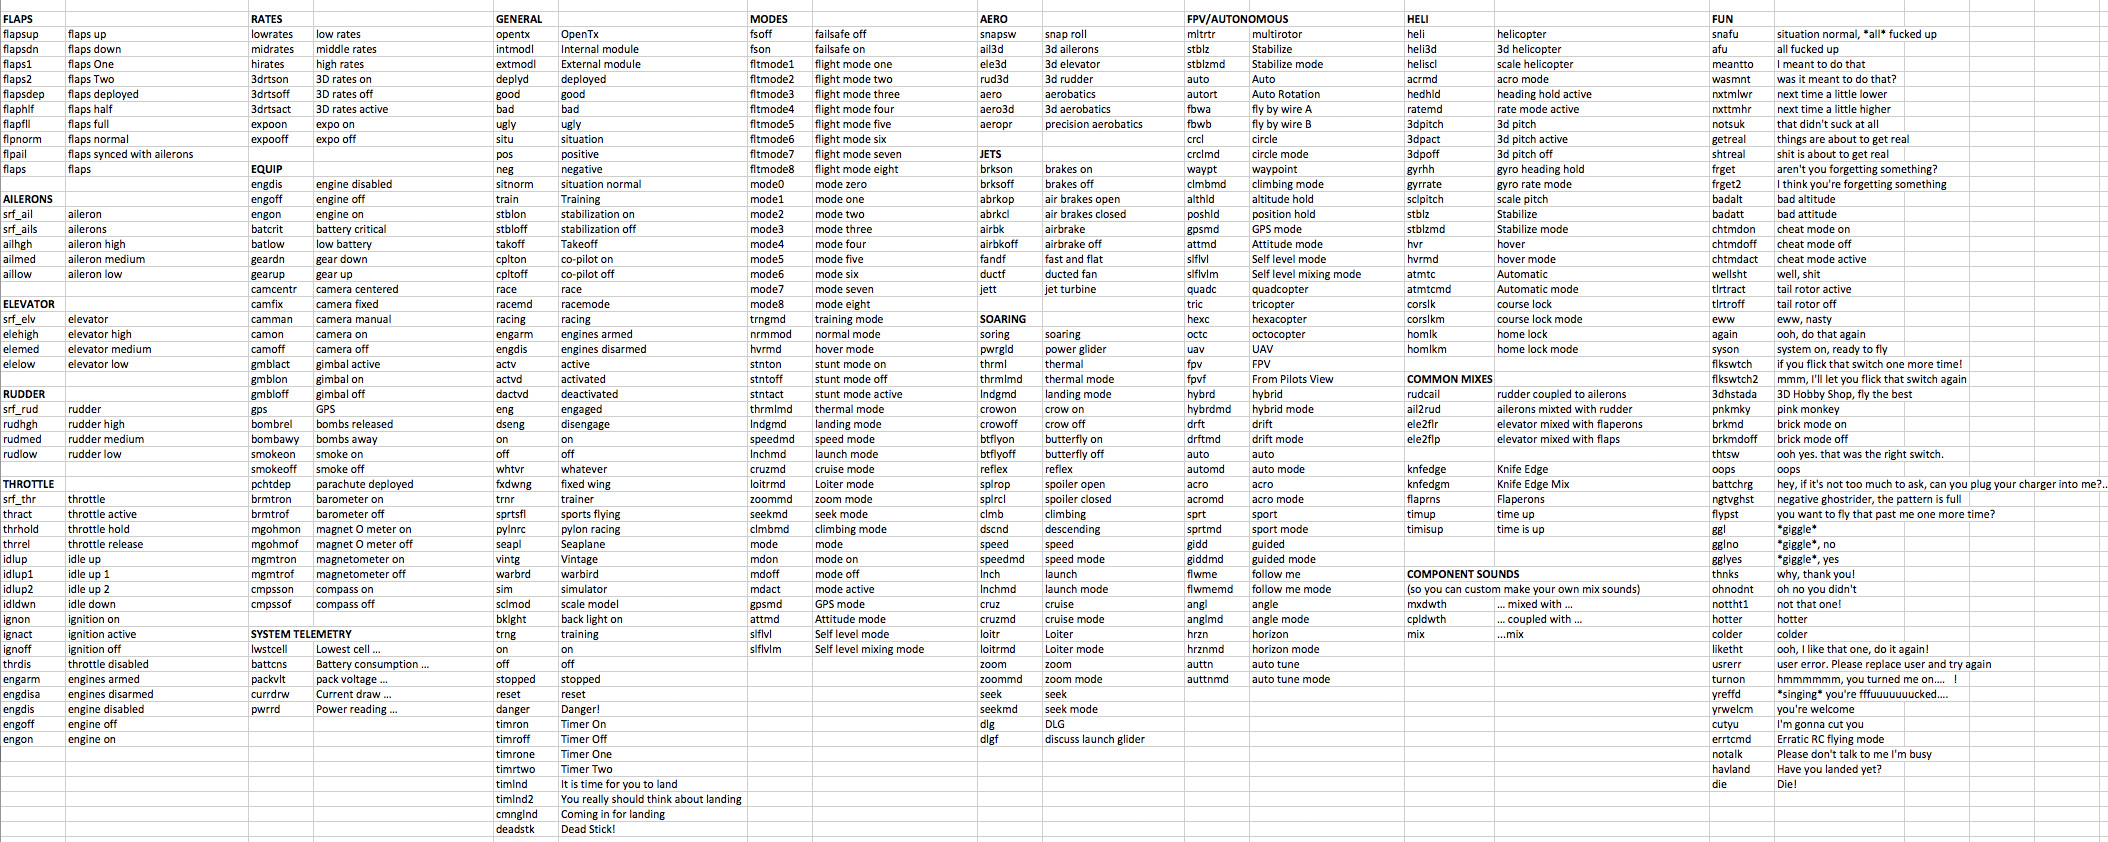 FLAPS
flapsup flaps up
flapsdn flaps down
flaps1 flaps One
flaps2 flaps Two
flapsdep flaps deployed
flaphlf flaps half
flapfll flaps full
flpnorm flaps normal
flpail flaps synced with ailerons
flaps flaps
AILERONS
srf_ail aileron
srf_ails ailerons
ailhgh aileron high
ailmed aileron medium
aillow aileron low
ELEVATOR
srf_elv elevator
elehigh elevator high
elemed elevator medium
elelow elevator low
RUDDER
srf_rud rudder
rudhgh rudder high
rudmed rudder medium
rudlow rudder low
THROTTLE
srf_thr throttle
thract throttle active
thrhold throttle hold
thrrel throttle release
idlup idle up
idlup1 idle up 1
idlup2 idle up 2
idldwn idle down
ignon ignition on
ignact ignition active
ignoff ignition off
thrdis throttle disabled
engarm engines armed
engdisa engines disarmed
engdis engine disabled
engoff engine off
engon engine on
RATES
lowrates low rates
midrates middle rates
hirates high rates
3drtson 3D rates on
3drtsoff 3D rates off
3drtsact 3D rates active
expoon expo on
expooff expo off
EQUIP
engdis engine disabled
engoff engine off
engon engine on
batcrit battery critical
batlow low battery
geardn gear down
gearup gear up
camcentr camera centered
camfix camera fixed
camman camera manual
camon camera on
camoff camera off
gmblact gimbal active
gmblon gimbal on
gmbloff gimbal off
gps GPS
bombrel bombs released
bombawy bombs away
smokeon smoke on
smokeoff smoke off
pchtdep parachute deployed
brmtron barometer on
brmtrof barometer off
mgohmon magnet O meter on
mgohmof magnet O meter off
mgmtron magnetometer on
mgmtrof magnetometer off
cmpsson compass on
cmpssof compass off
SYSTEM TELEMETRY
lwstcell Lowest cell ...
battcns Battery consumption ...
packvlt pack voltage ...
currdrw Current draw ...
pwrrd Power reading ...
GENERAL
opentx OpenTx
intmodl Internal module
extmodl External module
deplyd deployed
good good
bad bad
ugly ugly
situ situation
pos positive
neg negative
sitnorm situation normal
train Training
stblon stabilization on
stbloff stabilization off
takoff Takeoff
cplton co-pilot on
cpltoff co-pilot off
race race
racemd racemode
racing racing
engarm engines armed
engdis engines disarmed
actv active
actvd activated
dactvd deactivated
eng engaged
dseng disengage
on on
off off
whtvr whatever
fxdwng fixed wing
trnr trainer
sprtsfl sports flying
pylnrc pylon racing
seapl Seaplane
vintg Vintage
warbrd warbird
sim simulator
sclmod scale model
bklght back light on
trng training
on on
off off
stopped stopped
reset reset
danger Danger!
timron Timer On
timroff Timer Off
timrone Timer One
timrtwo Timer Two
timlnd It is time for you to land
timlnd2 You really should think about landing
cmnglnd Coming in for landing
deadstk Dead Stick!
MODES
fsoff failsafe off
fson failsafe on
fltmode1 flight mode one
fltmode2 flight mode two
fltmode3 flight mode three
fltmode4 flight mode four
fltmode5 flight mode five
fltmode6 flight mode six
fltmode7 flight mode seven
fltmode8 flight mode eight
mode0 mode zero
mode1 mode one
mode2 mode two
mode3 mode three
mode4 mode four
mode5 mode five
mode6 mode six
mode7 mode seven
mode8 mode eight
trngmd training mode
nrmmod normal mode
hvrmd hover mode
stnton stunt mode on
stntoff stunt mode off
stntact stunt mode active
thrmlmd thermal mode
lndgmd landing mode
speedmd speed mode
lnchmd launch mode
cruzmd cruise mode
loitrmd Loiter mode
zoommd zoom mode
seekmd seek mode
clmbmd climbing mode
mode mode
mdon mode on
mdoff mode off
mdact mode active
gpsmd GPS mode
attmd Attitude mode
slflvl Self level mode
slflvlm Self level mixing mode
AERO
snapsw snap roll
ail3d 3d ailerons
ele3d 3d elevator
rud3d 3d rudder
aero aerobatics
aero3d 3d aerobatics
aeropr precision aerobatics
JETS
brkson brakes on
brksoff brakes off
abrkop air brakes open
abrkcl air brakes closed
airbk airbrake
airbkoff airbrake off
fandf fast and flat
ductf ducted fan
jett jet turbine
SOARING
soring soaring
pwrgld power glider
thrml thermal
thrmlmd thermal mode
lndgmd landing mode
crowon crow on
crowoff crow off
btflyon butterfly on
btflyoff butterfly off
reflex reflex
splrop spoiler open
splrcl spoiler closed
clmb climbing
dscnd descending
speed speed
speedmd speed mode
lnch launch
lnchmd launch mode
cruz cruise
cruzmd cruise mode
loitr Loiter
loitrmd Loiter mode
zoom zoom
zoommd zoom mode
seek seek
seekmd seek mode
dlg DLG
dlgf discuss launch glider
FPV/AUTONOMOUS
mltrtr multirotor
stblz Stabilize
stblzmd Stabilize mode
auto Auto
autort Auto Rotation
fbwa fly by wire A
fbwb fly by wire B
crcl circle
crclmd circle mode
waypt waypoint
clmbmd climbing mode
althld altitude hold
poshld position hold
gpsmd GPS mode
attmd Attitude mode
slflvl Self level mode
slflvlm Self level mixing mode
quadc quadcopter
tric tricopter
hexc hexacopter
octc octocopter
uav UAV
fpv FPV
fpvf From Pilots View
hybrd hybrid
hybrdmd hybrid mode
drft drift
drftmd drift mode
auto auto
automd auto mode
acro acro
acromd acro mode
sprt sport
sprtmd sport mode
gidd guided
giddmd guided mode
flwme follow me
flwmemd follow me mode
angl angle
anglmd angle mode
hrzn horizon
hrznmd horizon mode
auttn auto tune
auttnmd auto tune mode
HELI
heli helicopter
heli3d 3d helicopter
heliscl scale helicopter
acrmd acro mode
hedhld heading hold active
ratemd rate mode active
3dpitch 3d pitch
3dpact 3d pitch active
3dpoff 3d pitch off
gyrhh gyro heading hold
gyrrate gyro rate mode
sclpitch scale pitch
stblz Stabilize
stblzmd Stabilize mode
hvr hover
hvrmd hover mode
atmtc Automatic
atmtcmd Automatic mode
corslk course lock
corslkm course lock mode
homlk home lock
homlkm home lock mode
COMMON MIXES
rudcail rudder coupled to ailerons
ail2rud ailerons mixted with rudder
ele2flr elevator mixed with flaperons
ele2flp elevator mixed with flaps
knfedge Knife Edge
knfedgm Knife Edge Mix
flaprns Flaperons
timup time up
timisup time is up
COMPONENT SOUNDS
(so you can custom make your own mix sounds)
mxdwth ... mixed with ...
cpldwth ... coupled with ...
mix ...mix
FUN
snafu situation normal, *all* fucked up
afu all fucked up
meantto I meant to do that
wasmnt was it meant to do that?
nxtmlwr next time a little lower
nxttmhr next time a little higher
notsuk that didn't suck at all
getreal things are about to get real
shtreal shit is about to get real
frget aren't you forgetting something?
frget2 I think you're forgetting something
badalt bad altitude
badatt bad attitude
chtmdon cheat mode on
chtmdoff cheat mode off
chtmdact cheat mode active
wellsht well, shit
tlrtract tail rotor active
tlrtroff tail rotor off
eww eww, nasty
again ooh, do that again
syson system on, ready to fly
flkswtch if you flick that switch one more time!
flkswtch2 mmm, I'll let you flick that switch again
3dhstada 3D Hobby Shop, fly the best
pnkmky pink monkey
brkmd brick mode on
brkmdoff brick mode off
thtsw ooh yes. that was the right switch.
oops oops
battchrg hey, if it's not too much to ask, can you plug your charger into me?..
ngtvghst negative ghostrider, the pattern is full
flypst you want to fly that past me one more time?
ggl *giggle*
gglno *giggle*, no
gglyes *giggle*, yes
thnks why, thank you!
ohnodnt oh no you didn't
nottht1 not that one!
hotter hotter
colder colder
liketht ooh, I like that one, do it again!
usrerr user error. Please replace user and try again
turnon hmmmmmm, you turned me on.... !
yreffd *singing* you're fffuuuuuuucked....
yrwelcm you're welcome
cutyu I'm gonna cut you
errtcmd Erratic RC flying mode
notalk Please don't talk to me I'm busy
havland Have you landed yet?
die Die!